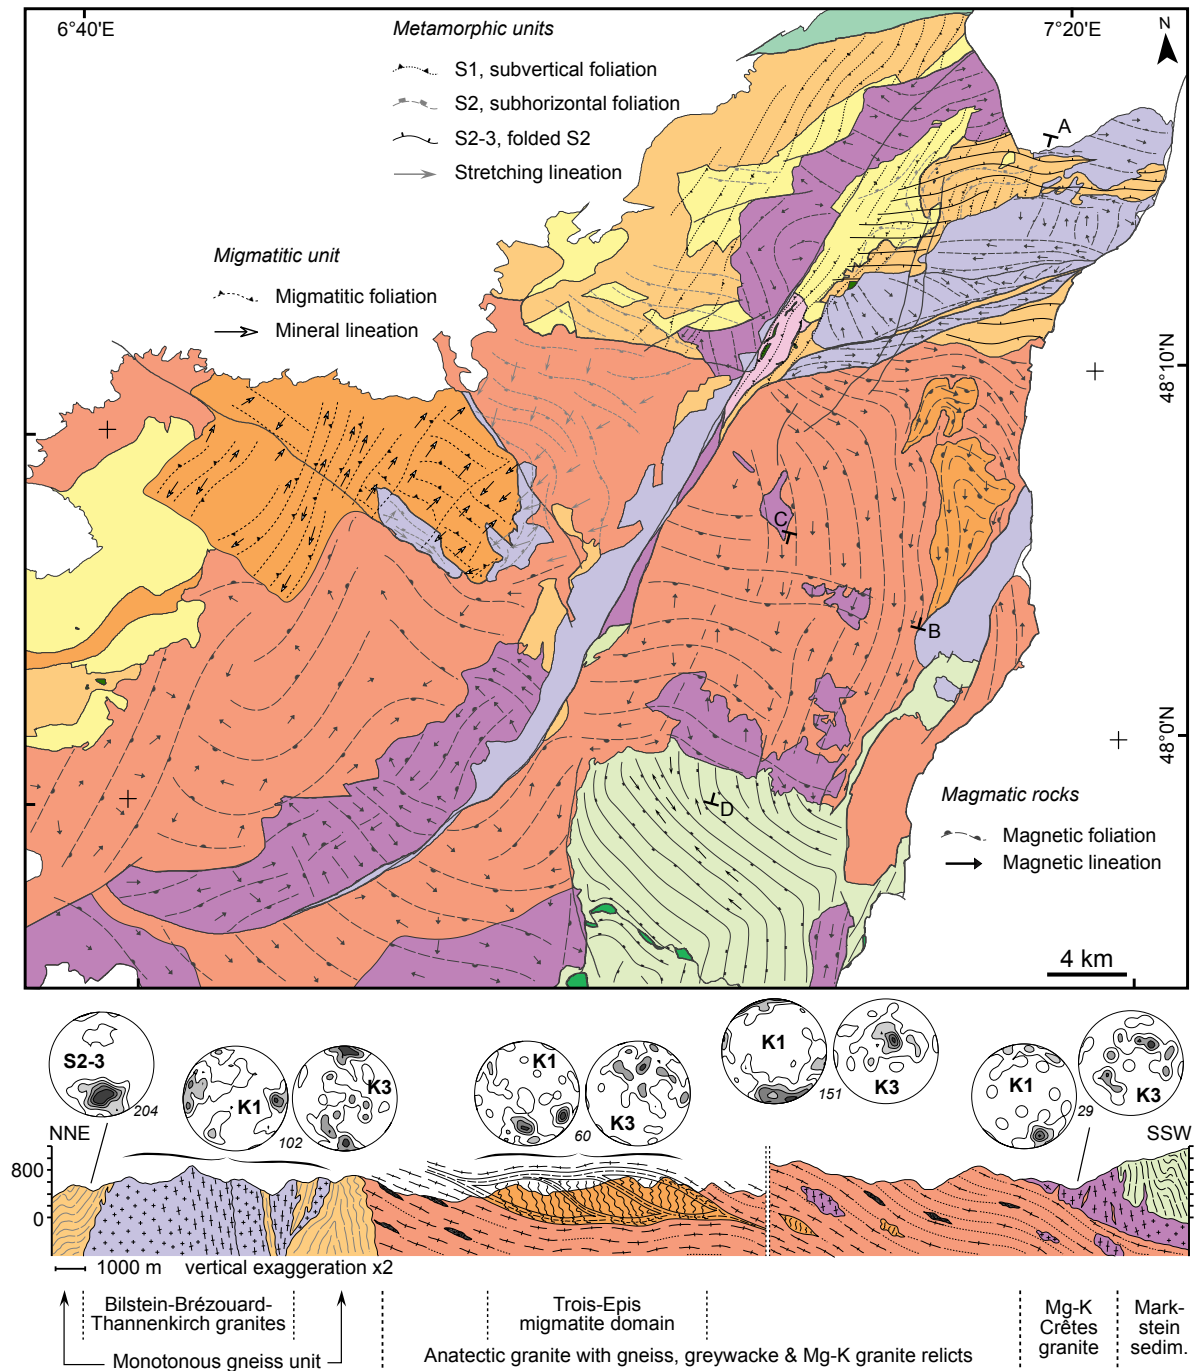 6°40'E
7°20'E
N
Metamorphic units
S1, subvertical foliation
S2, subhorizontal foliation
S2-3, folded S2
Stretching lineation
A
Migmatitic unit
Migmatitic foliation
Mineral lineation
48°10'N
C
B
48°0'N
D
Magmatic rocks
Magnetic foliation
Magnetic lineation
4 km
S2-3
204
K1
102
K3
K1
60
K3
K1
151
K3
K1
29
K3
NNE
SSW
800
0
1000 m vertical exaggeration x2
Bilstein-Brézouard-
Thannenkirch granites
Monotonous gneiss unit
Trois-Epis
migmatite domain
Anatectic granite with gneiss, greywacke & Mg-K granite relicts
Mg-K
Crêtes
granite
Mark-
stein
sedim.